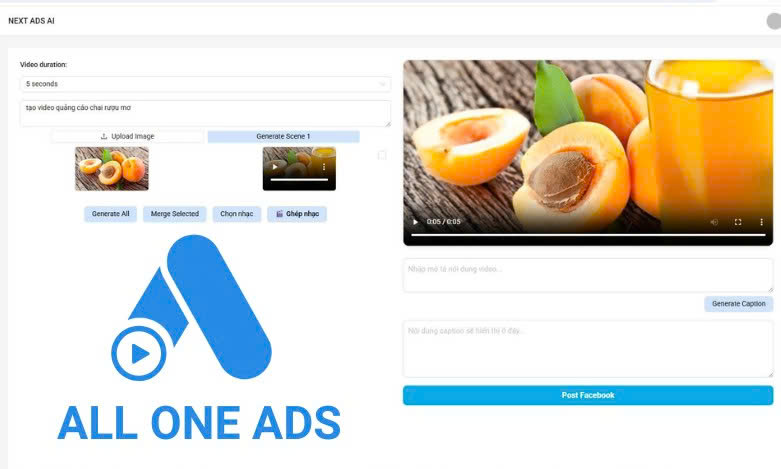 NEXT ADS AI
Video duration:
5 seconds
tạo video quảng cáo chai rượu mơ
Upload Image
Generate Scene 1
Generate All
Merge Selected
Chọn nhạc
Ghép nhạc
ALL ONE ADS
0:05 / 0:05
Nhập mô tả nội dung video...
Generate Caption
Nội dung caption sẽ hiển thị ở đây...
Post Facebook